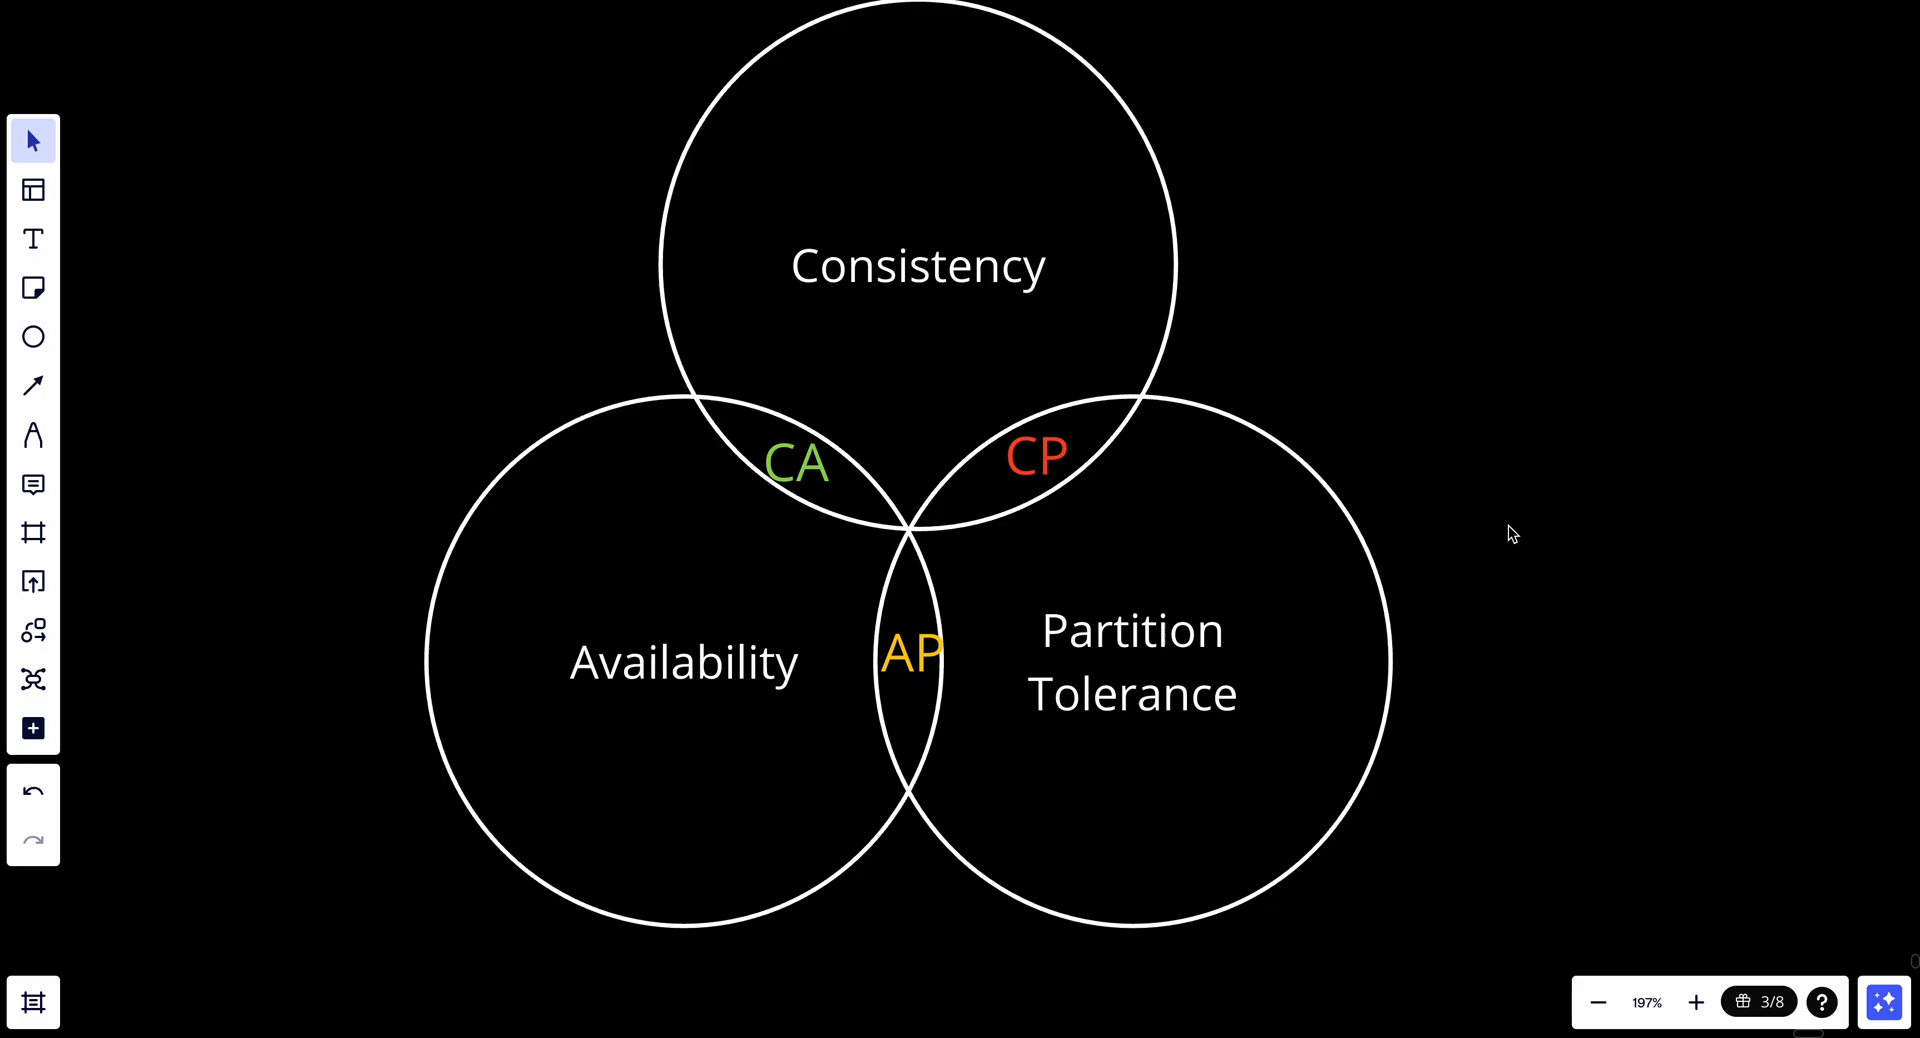 Consistency
CA
CP
Availability
AP
Partition
Tolerance
197%
3/8
?